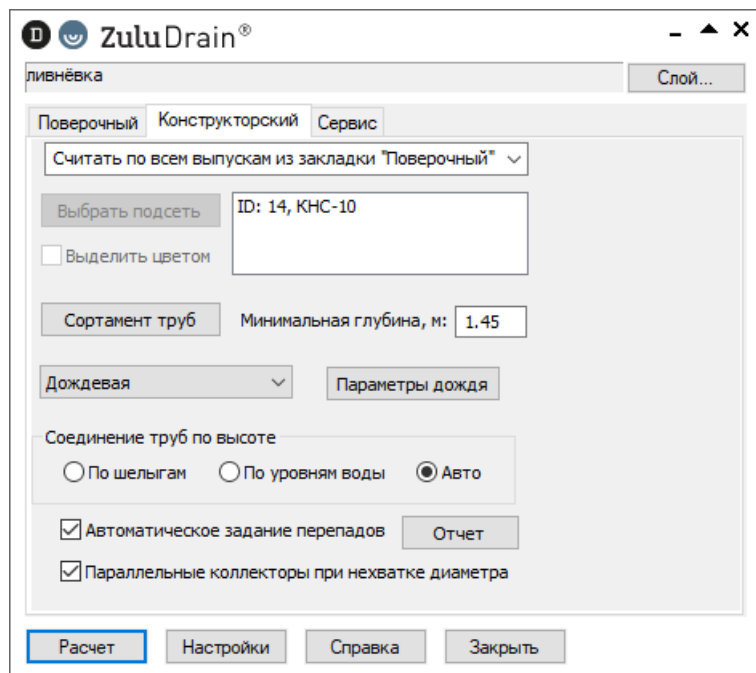 D ZuluDrain®
ливнёвка
Слой...
Поверочный Конструкторский Сервис
Считать по всем выпускам из закладки "Поверочный"
Выбрать подсеть
ID: 14, КНС-10
Выделить цветом
Сортамент труб Минимальная глубина, м: 1.45
Дождевая Параметры дождя
Соединение труб по высоте
По шелыгам По уровням воды Авто
Автоматическое задание перепадов Отчет
Параллельные коллекторы при нехватке диаметра
Расчет Настройки Справка Закрыть